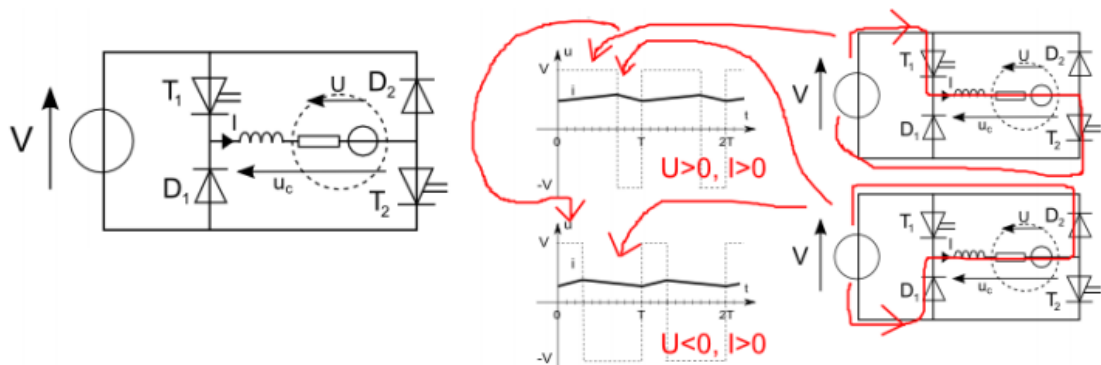 T1
U
D2
V
I
D1
uc
T2
u
V
i
t
0
T
2T
-V
U>0, I>0
u
V
i
t
0
T
2T
-V
U<0, I>0
T1
U
D2
V
I
D1
uc
T2
T1
U
D2
V
I
D1
uc
T2